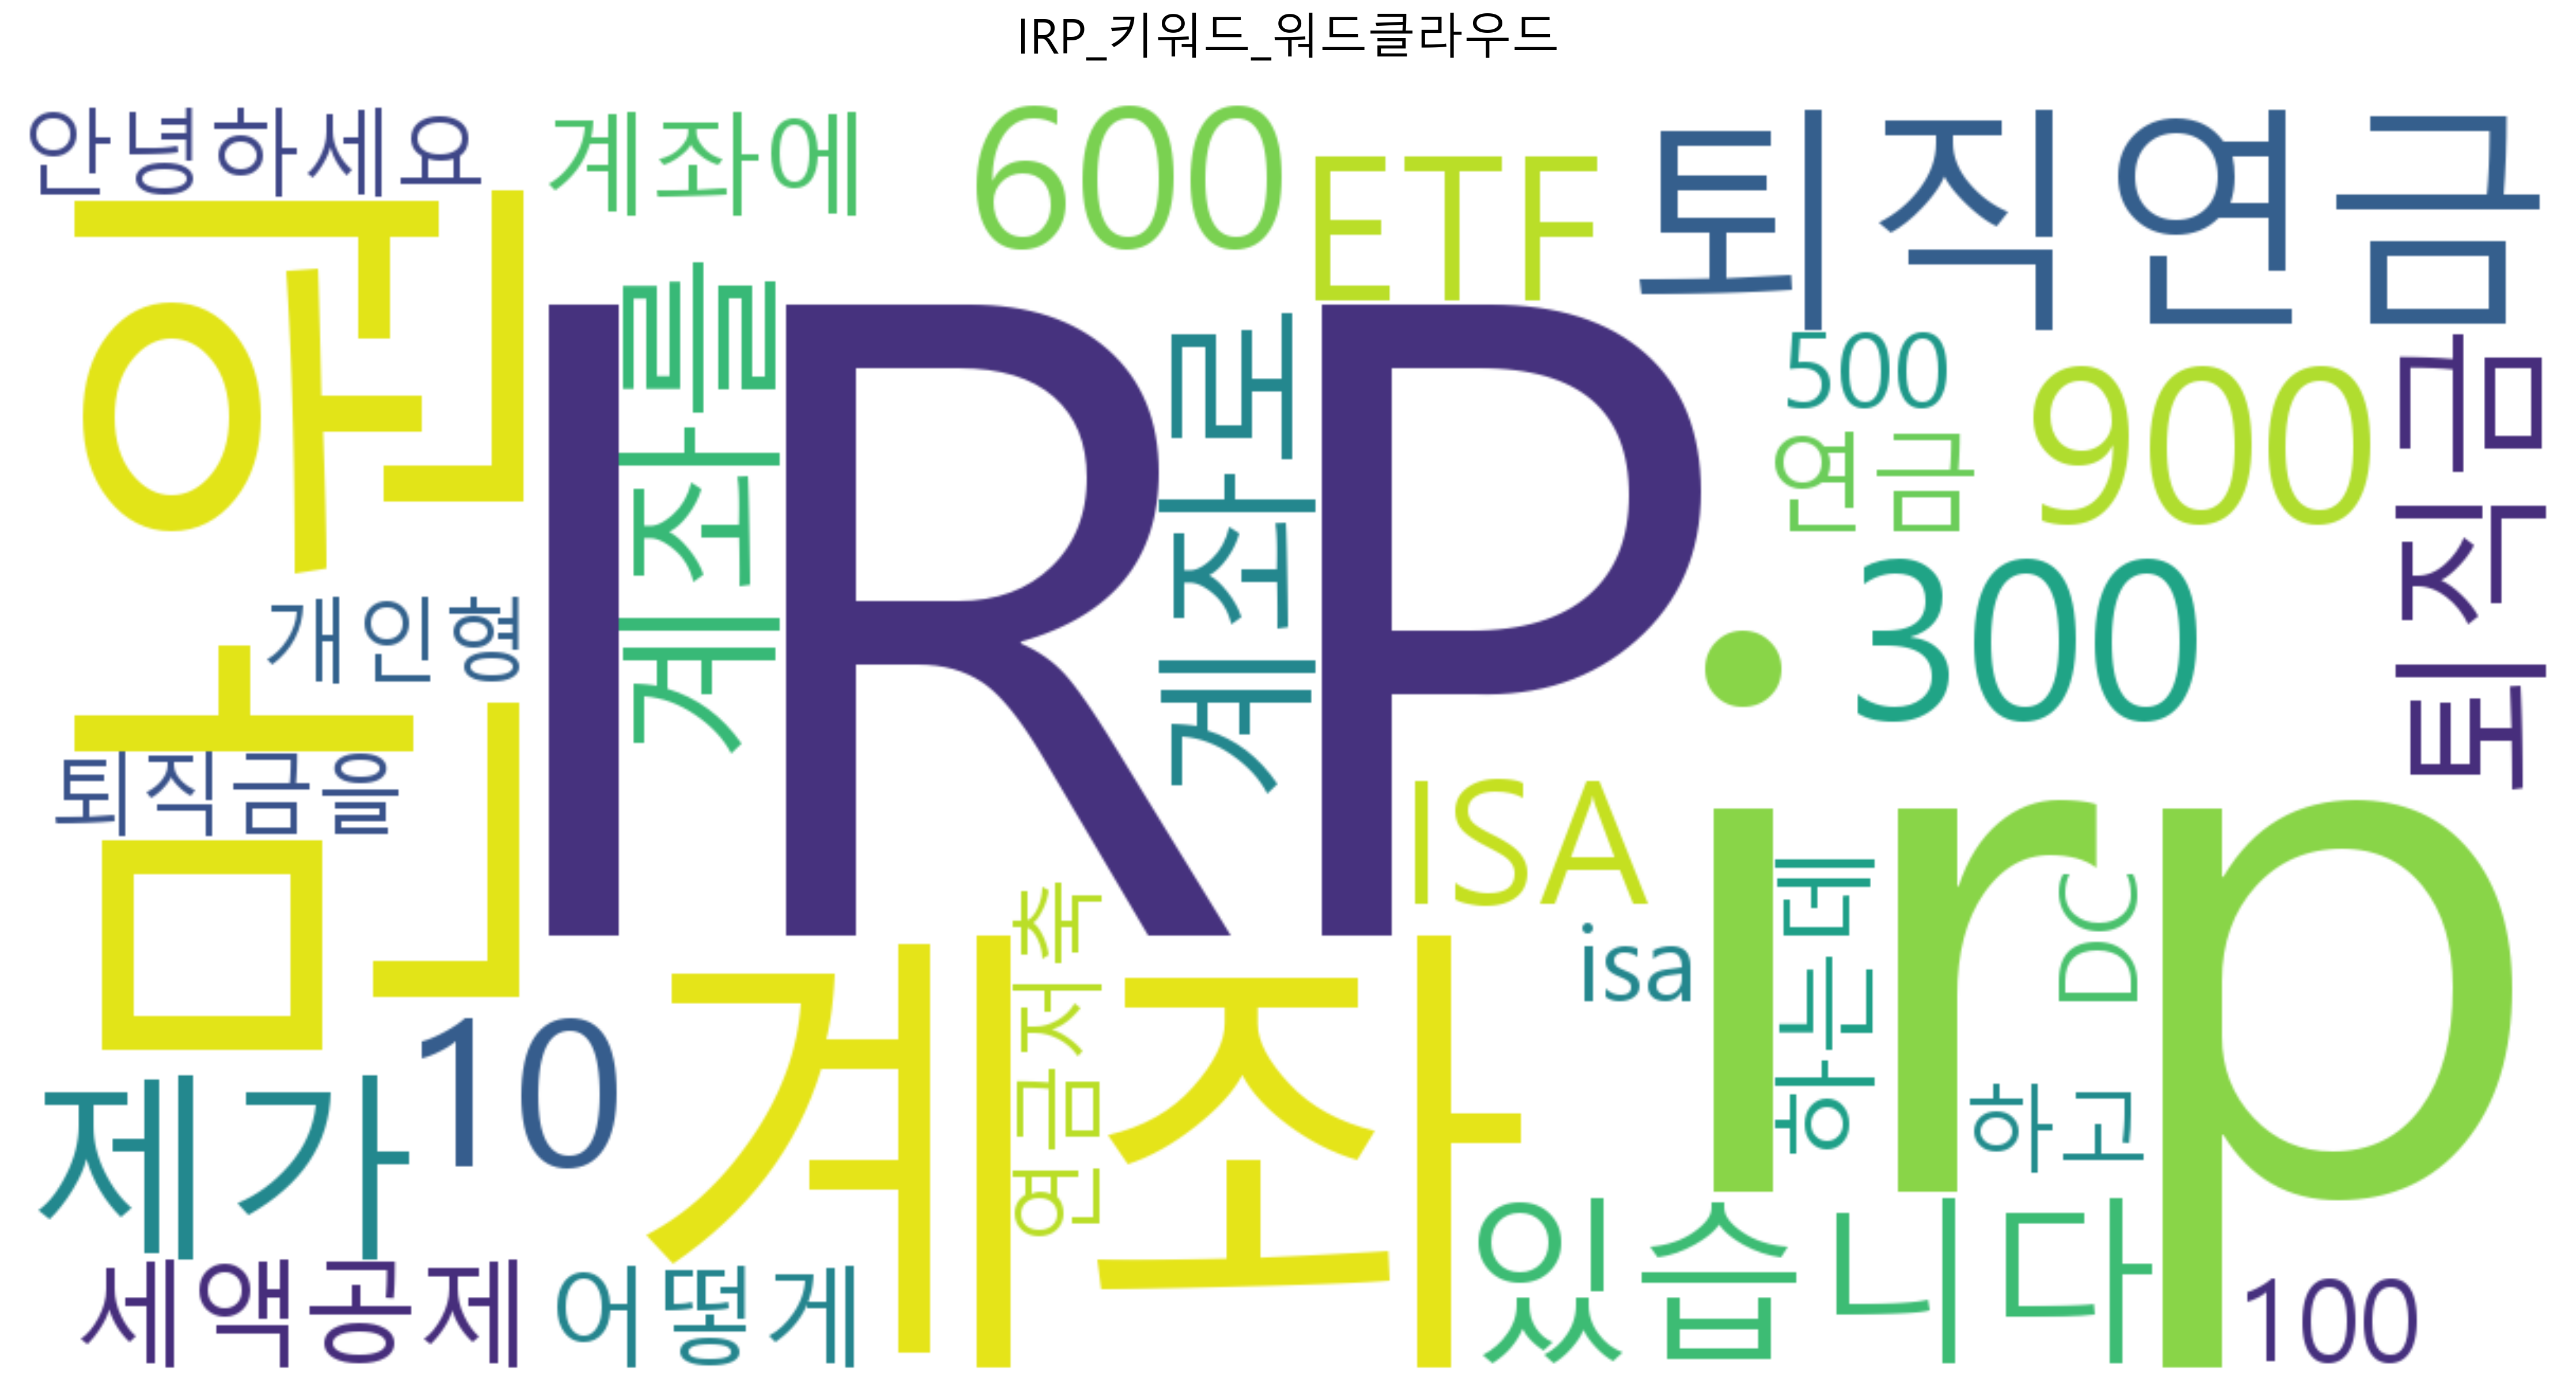 IRP_키워드_워드클라우드
안녕하세요
계좌에
600
ETF
퇴직연금
만원
계좌를
IRP
계좌로
500
연금
900
퇴직금
개인형
300
퇴직금을
ISA
irp
isa
하는데
DC
하고
연금저축
10
계좌
제가
있습니다
세액공제
어떻게
100